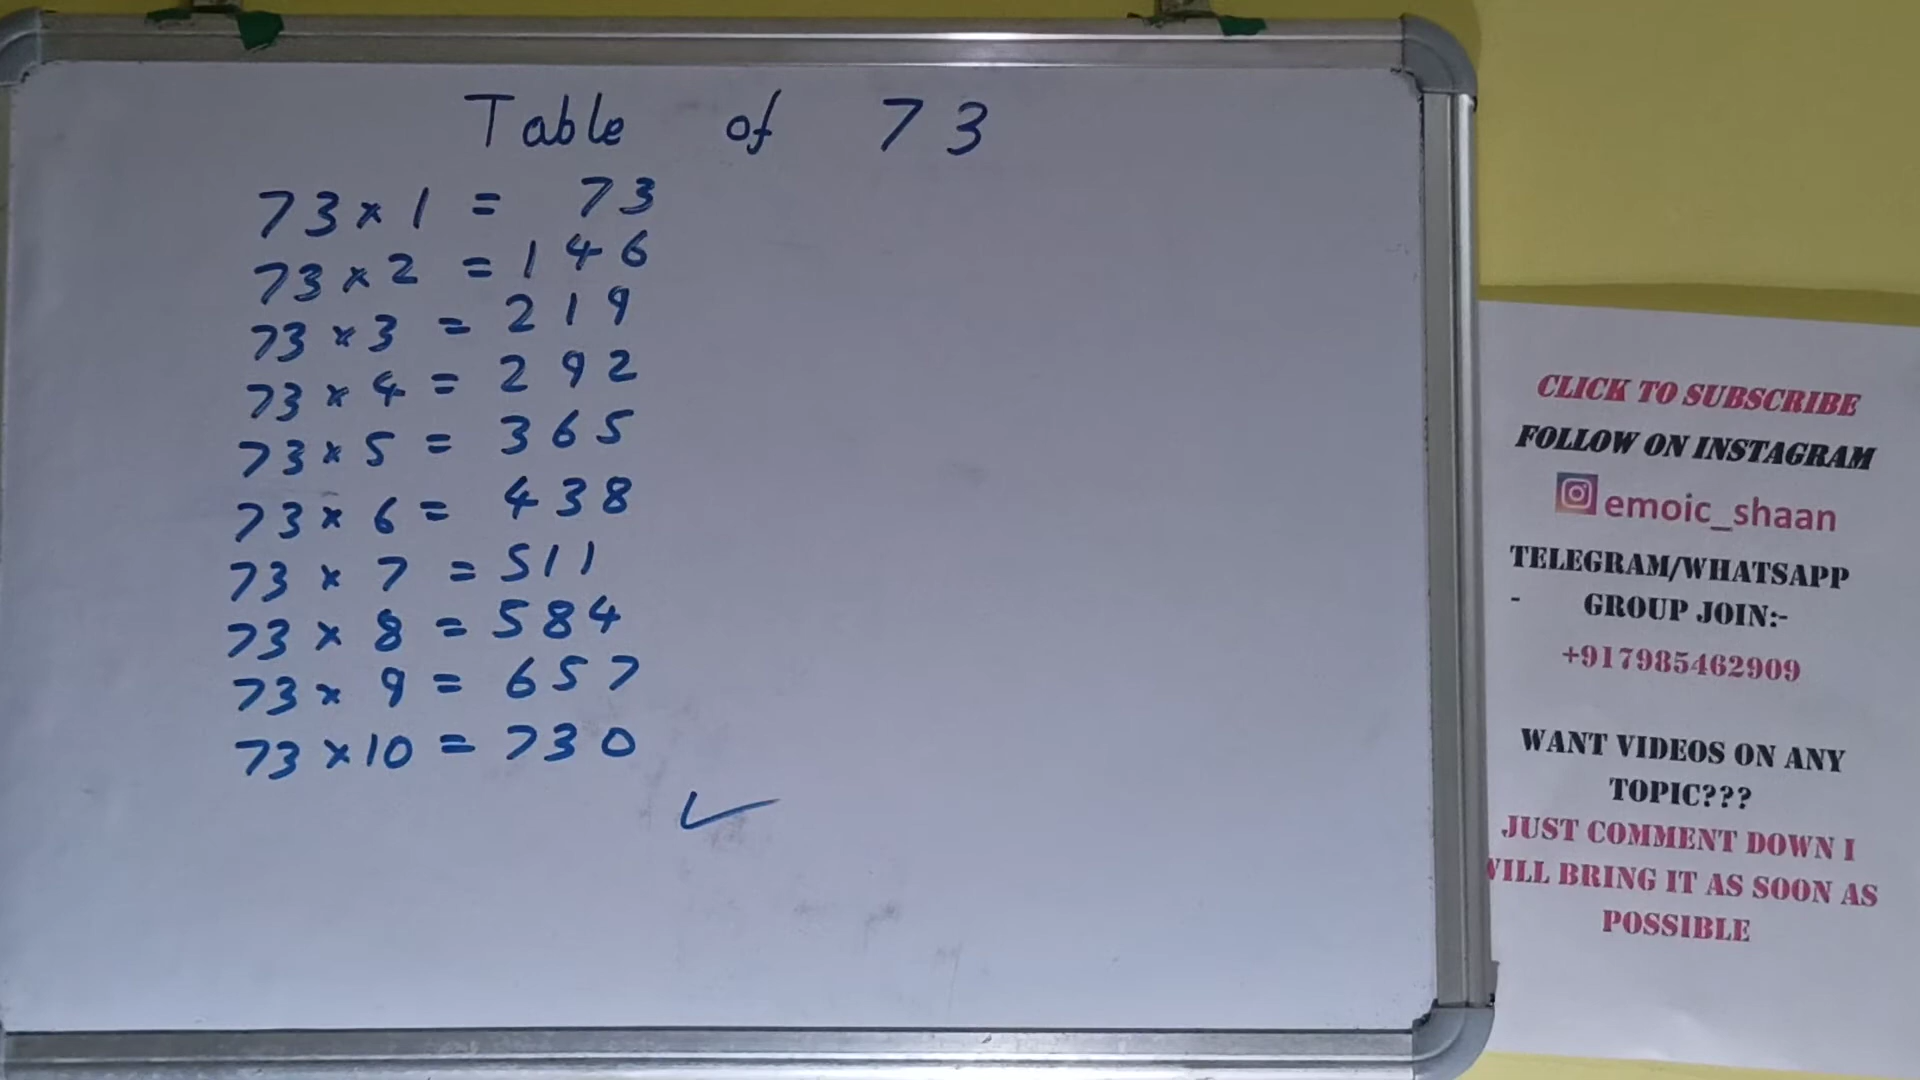 Table of 73
73 × 1 = 73
73 × 2 = 146
73 × 3 = 219
73 × 4 = 292
73 × 5 = 365
73 × 6 = 438
73 × 7 = 511
73 × 8 = 584
73 × 9 = 657
73 × 10 = 730
CLICK TO SUBSCRIBE
FOLLOW ON INSTAGRAM
emoic_shaan
TELEGRAM/WHATSAPP
- GROUP JOIN:-
+917985462909
WANT VIDEOS ON ANY
TOPIC???
JUST COMMENT DOWN I
WILL BRING IT AS SOON AS
POSSIBLE